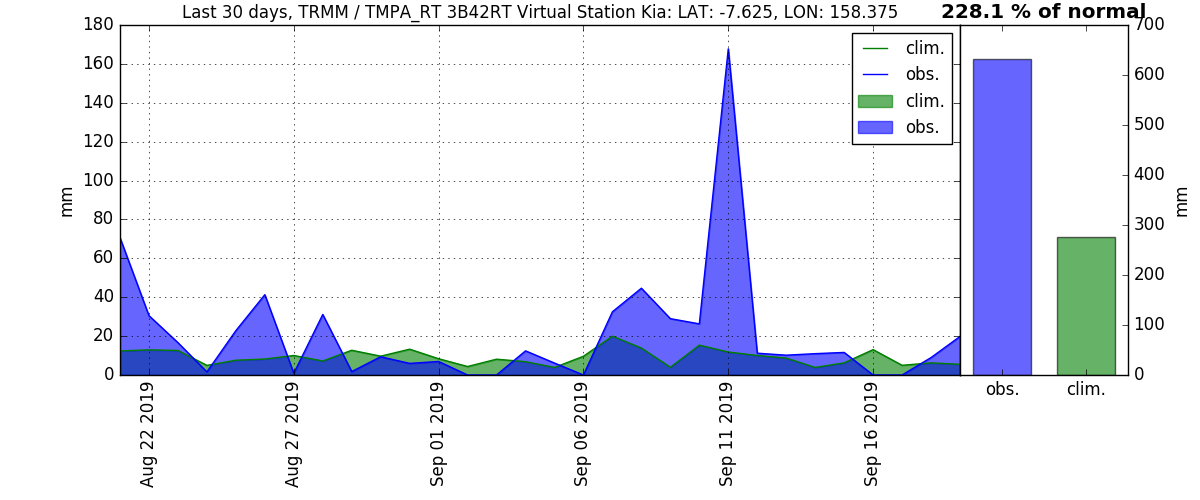 Last 30 days, TRMM / TMPA_RT 3B42RT Virtual Station Kia: LAT: -7.625, LON: 158.375
228.1 % of normal
180
160
140
120
100
80
60
40
20
0
mm
clim.
obs.
clim.
obs.
Aug 22 2019
Aug 27 2019
Sep 01 2019
Sep 06 2019
Sep 11 2019
Sep 16 2019
700
600
500
400
300
200
100
0
mm
obs.
clim.